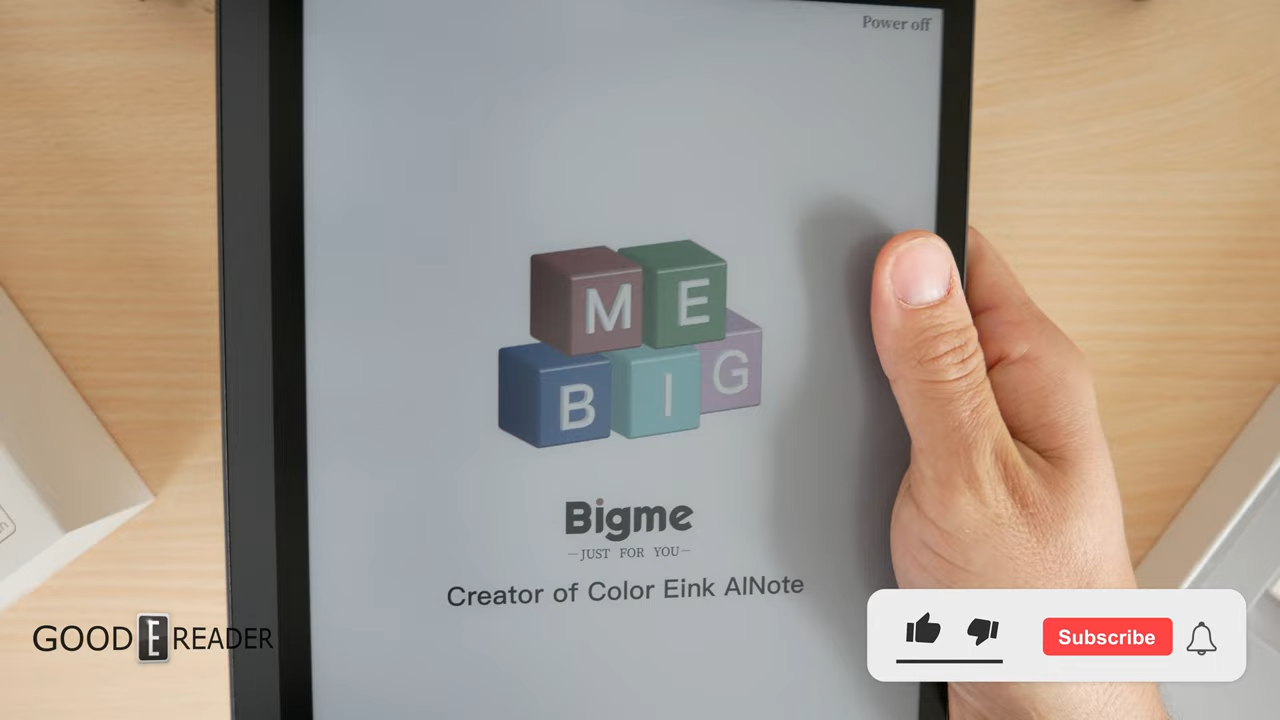 Power off
M E
B I G
Bigme
—JUST FOR YOU—
Creator of Color Eink AINote
GOOD E READER
Subscribe